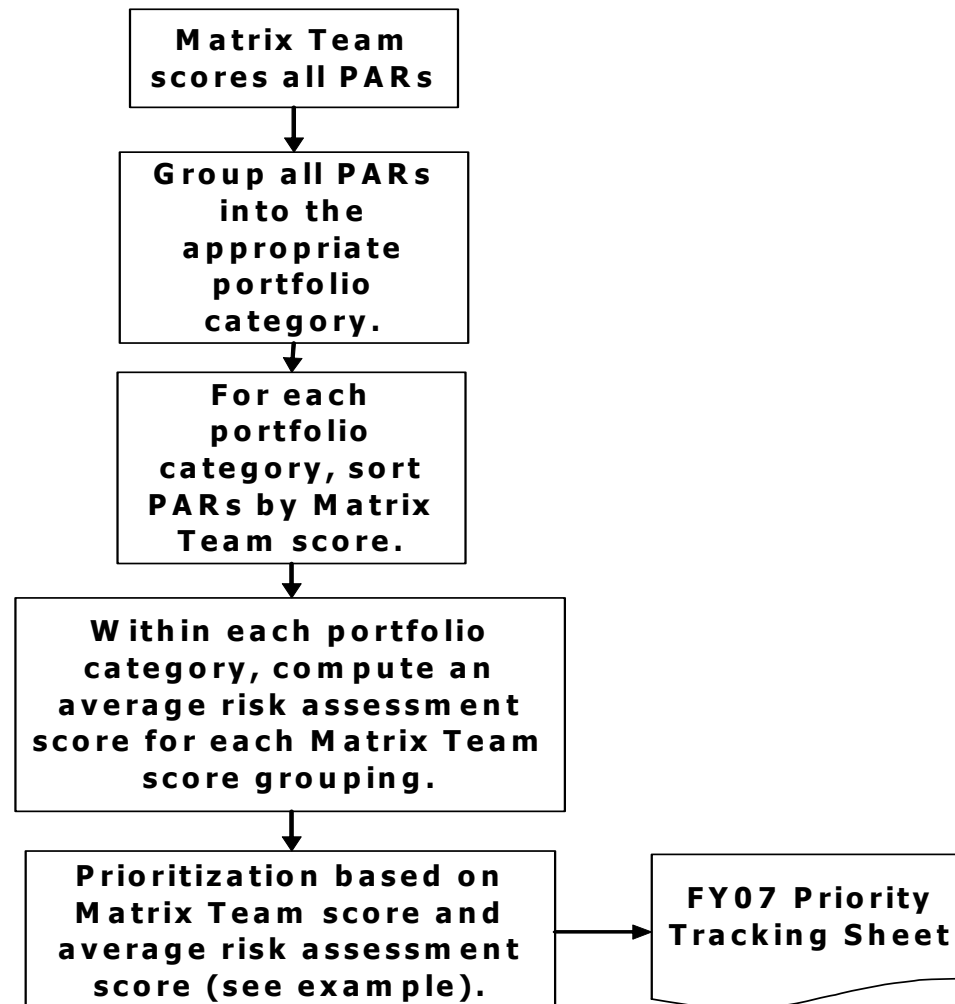 Matrix Team
scores all PARs
Group all PARs
into the
appropriate
portfolio
category.
For each
portfolio
category, sort
PARs by Matrix
Team score.
Within each portfolio
category, compute an
average risk assessment
score for each Matrix Team
score grouping.
Prioritization based on
Matrix Team score and
average risk assessment
score (see example).
FY07 Priority
Tracking Sheet